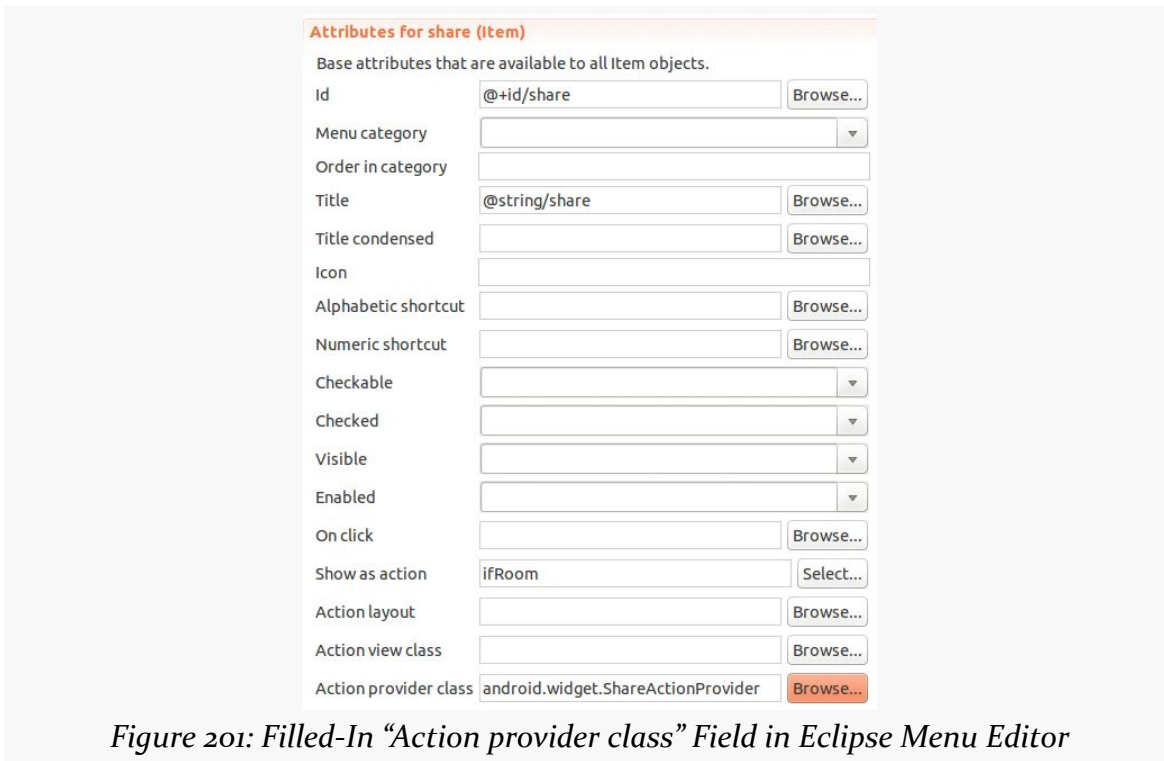 Attributes for share (Item)
Base attributes that are available to all Item objects.
Id @+id/share Browse...
Menu category
Order in category
Title @string/share Browse...
Title condensed Browse...
Icon
Alphabetic shortcut Browse...
Numeric shortcut Browse...
Checkable
Checked
Visible
Enabled
On click Browse...
Show as action ifRoom Select...
Action layout Browse...
Action view class Browse...
Action provider class android.widget.ShareActionProvider Browse...
Figure 201: Filled-In “Action provider class” Field in Eclipse Menu Editor